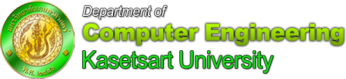 Department of
Computer Engineering
Kasetsart University